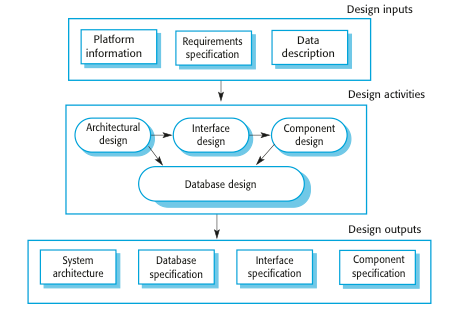 Design inputs
Platform
information
Requirements
specification
Data
description
Design activities
Architectural
design
Interface
design
Component
design
Database design
Design outputs
System
architecture
Database
specification
Interface
specification
Component
specification